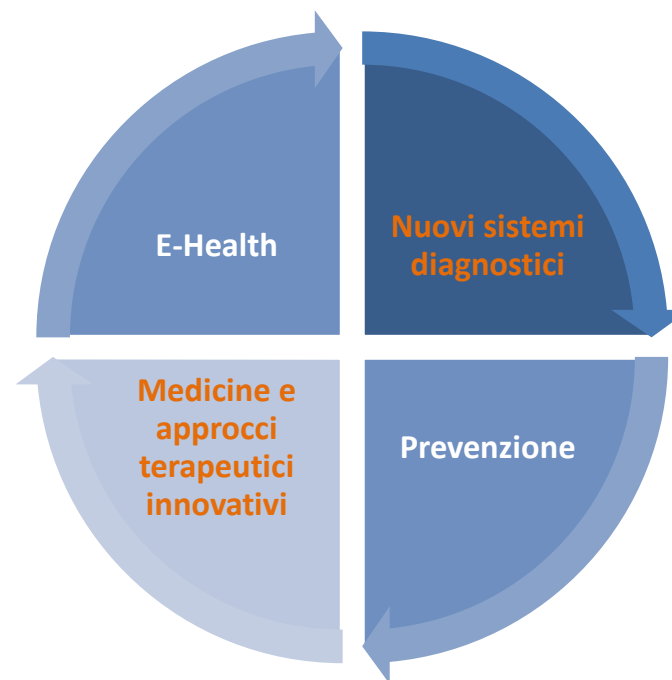 E-Health
Nuovi sistemi
diagnostici
Medicine e
approcci
terapeutici
innovativi
Prevenzione